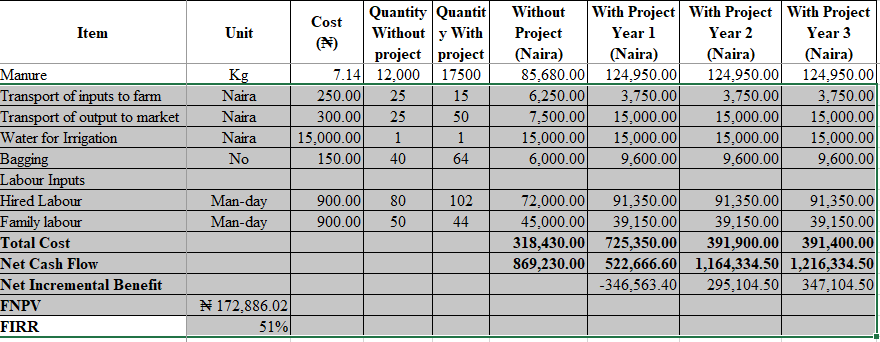 Item | Unit | Cost (₦) | Quantity Without project | Quantit y With project | Without Project (Naira) | With Project Year 1 (Naira) | With Project Year 2 (Naira) | With Project Year 3 (Naira)
Manure | Kg | 7.14 | 12,000 | 17500 | 85,680.00 | 124,950.00 | 124,950.00 | 124,950.00
Transport of inputs to farm | Naira | 250.00 | 25 | 15 | 6,250.00 | 3,750.00 | 3,750.00 | 3,750.00
Transport of output to market | Naira | 300.00 | 25 | 50 | 7,500.00 | 15,000.00 | 15,000.00 | 15,000.00
Water for Irrigation | Naira | 15,000.00 | 1 | 1 | 15,000.00 | 15,000.00 | 15,000.00 | 15,000.00
Bagging | No | 150.00 | 40 | 64 | 6,000.00 | 9,600.00 | 9,600.00 | 9,600.00
Labour Inputs
Hired Labour | Man-day | 900.00 | 80 | 102 | 72,000.00 | 91,350.00 | 91,350.00 | 91,350.00
Family labour | Man-day | 900.00 | 50 | 44 | 45,000.00 | 39,150.00 | 39,150.00 | 39,150.00
Total Cost | 318,430.00 | 725,350.00 | 391,900.00 | 391,400.00
Net Cash Flow | 869,230.00 | 522,666.60 | 1,164,334.50 | 1,216,334.50
Net Incremental Benefit | -346,563.40 | 295,104.50 | 347,104.50
FNPV | ₦ 172,886.02
FIRR | 51%